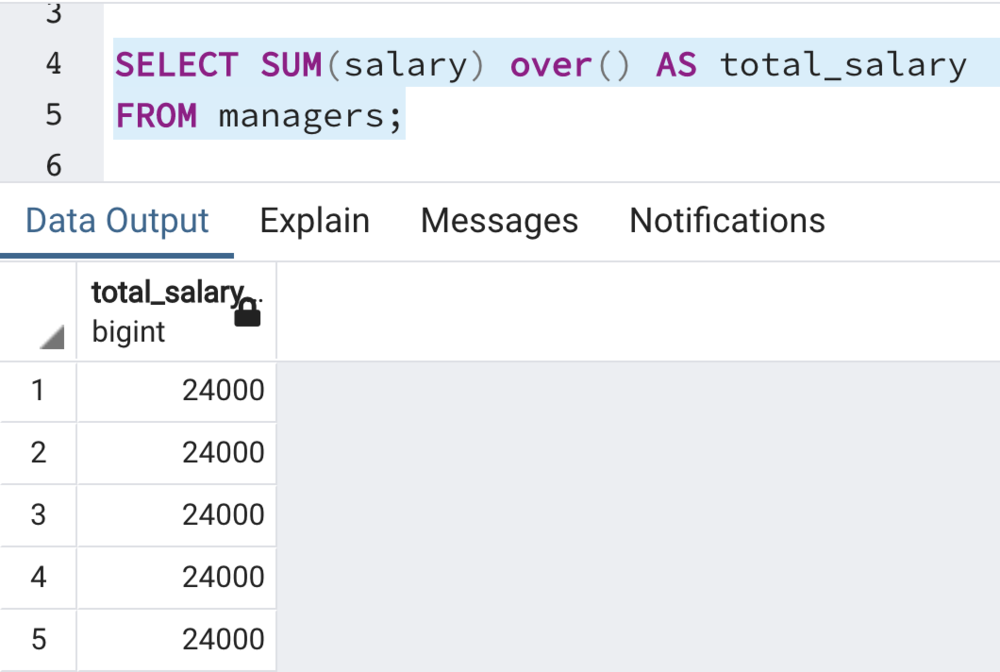 3
4 SELECT SUM(salary) over() AS total_salary
5 FROM managers;
6
Data Output Explain Messages Notifications
total_salary..
bigint
1 24000
2 24000
3 24000
4 24000
5 24000